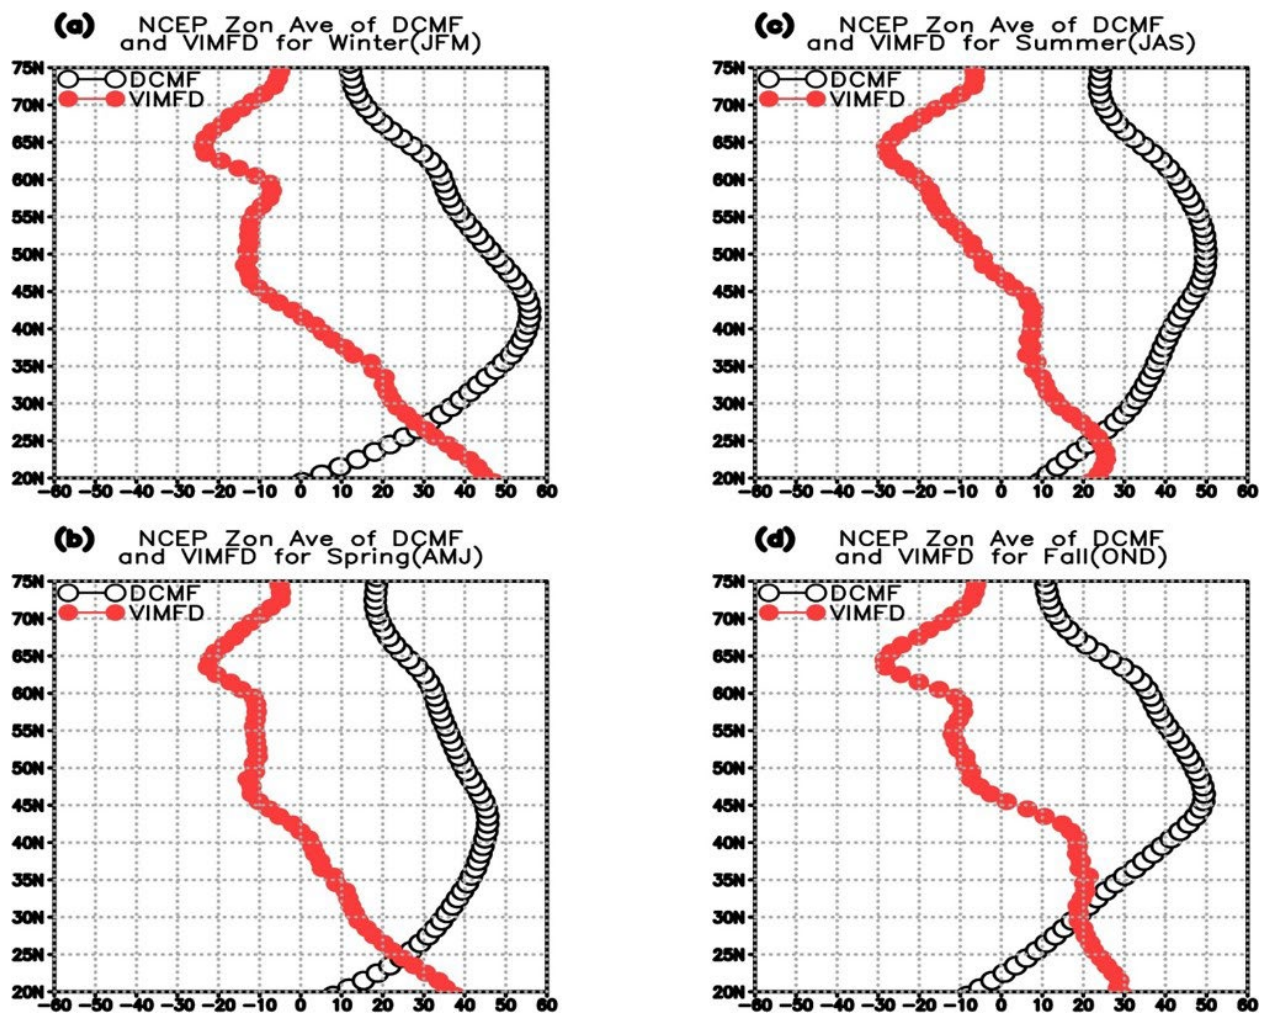 (a) NCEP Zon Ave of DCMF
and VIMFD for Winter(JFM)
75N
DCMF
VIMFD
70N
65N
60N
55N
50N
45N
40N
35N
30N
25N
20N
-60 -50 -40 -30 -20 -10 0 10 20 30 40 50 60
(c) NCEP Zon Ave of DCMF
and VIMFD for Summer(JAS)
75N
DCMF
VIMFD
70N
65N
60N
55N
50N
45N
40N
35N
30N
25N
20N
-60 -50 -40 -30 -20 -10 0 10 20 30 40 50 60
(b) NCEP Zon Ave of DCMF
and VIMFD for Spring(AMJ)
75N
DCMF
VIMFD
70N
65N
60N
55N
50N
45N
40N
35N
30N
25N
20N
-60 -50 -40 -30 -20 -10 0 10 20 30 40 50 60
(d) NCEP Zon Ave of DCMF
and VIMFD for Fall(OND)
75N
DCMF
VIMFD
70N
65N
60N
55N
50N
45N
40N
35N
30N
25N
20N
-60 -50 -40 -30 -20 -10 0 10 20 30 40 50 60